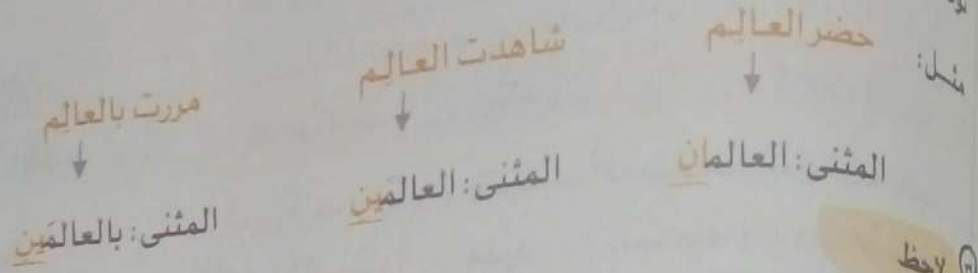 مثل:
حضر العالِم
شاهدت العالِم
مررت بالعالِم
المثنى: العالمان
المثنى: العالمَين
المثنى: بالعالمَين
لاحظ